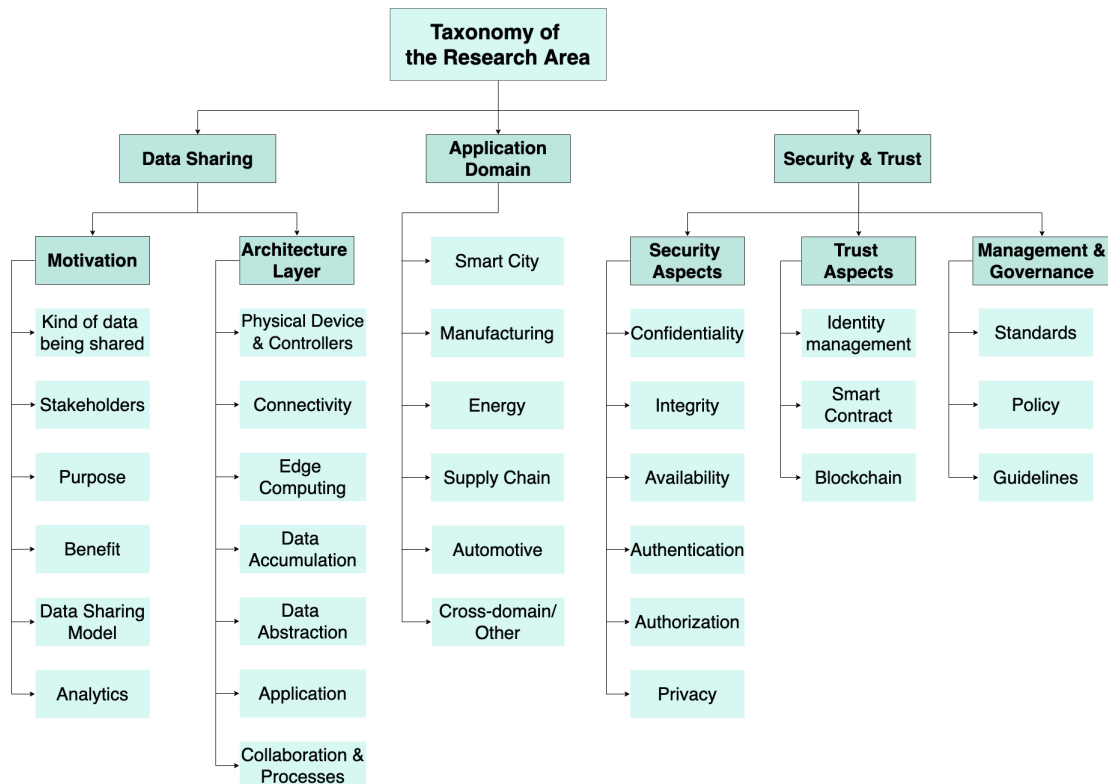 Taxonomy of
the Research Area
Data Sharing
Application
Domain
Security & Trust
Motivation
Kind of data
being shared
Stakeholders
Purpose
Benefit
Data Sharing
Model
Analytics
Architecture
Layer
Physical Device
& Controllers
Connectivity
Edge
Computing
Data
Accumulation
Data
Abstraction
Application
Collaboration &
Processes
Smart City
Manufacturing
Energy
Supply Chain
Automotive
Cross-domain/
Other
Security
Aspects
Confidentiality
Integrity
Availability
Authentication
Authorization
Privacy
Trust
Aspects
Identity
management
Smart
Contract
Blockchain
Management &
Governance
Standards
Policy
Guidelines